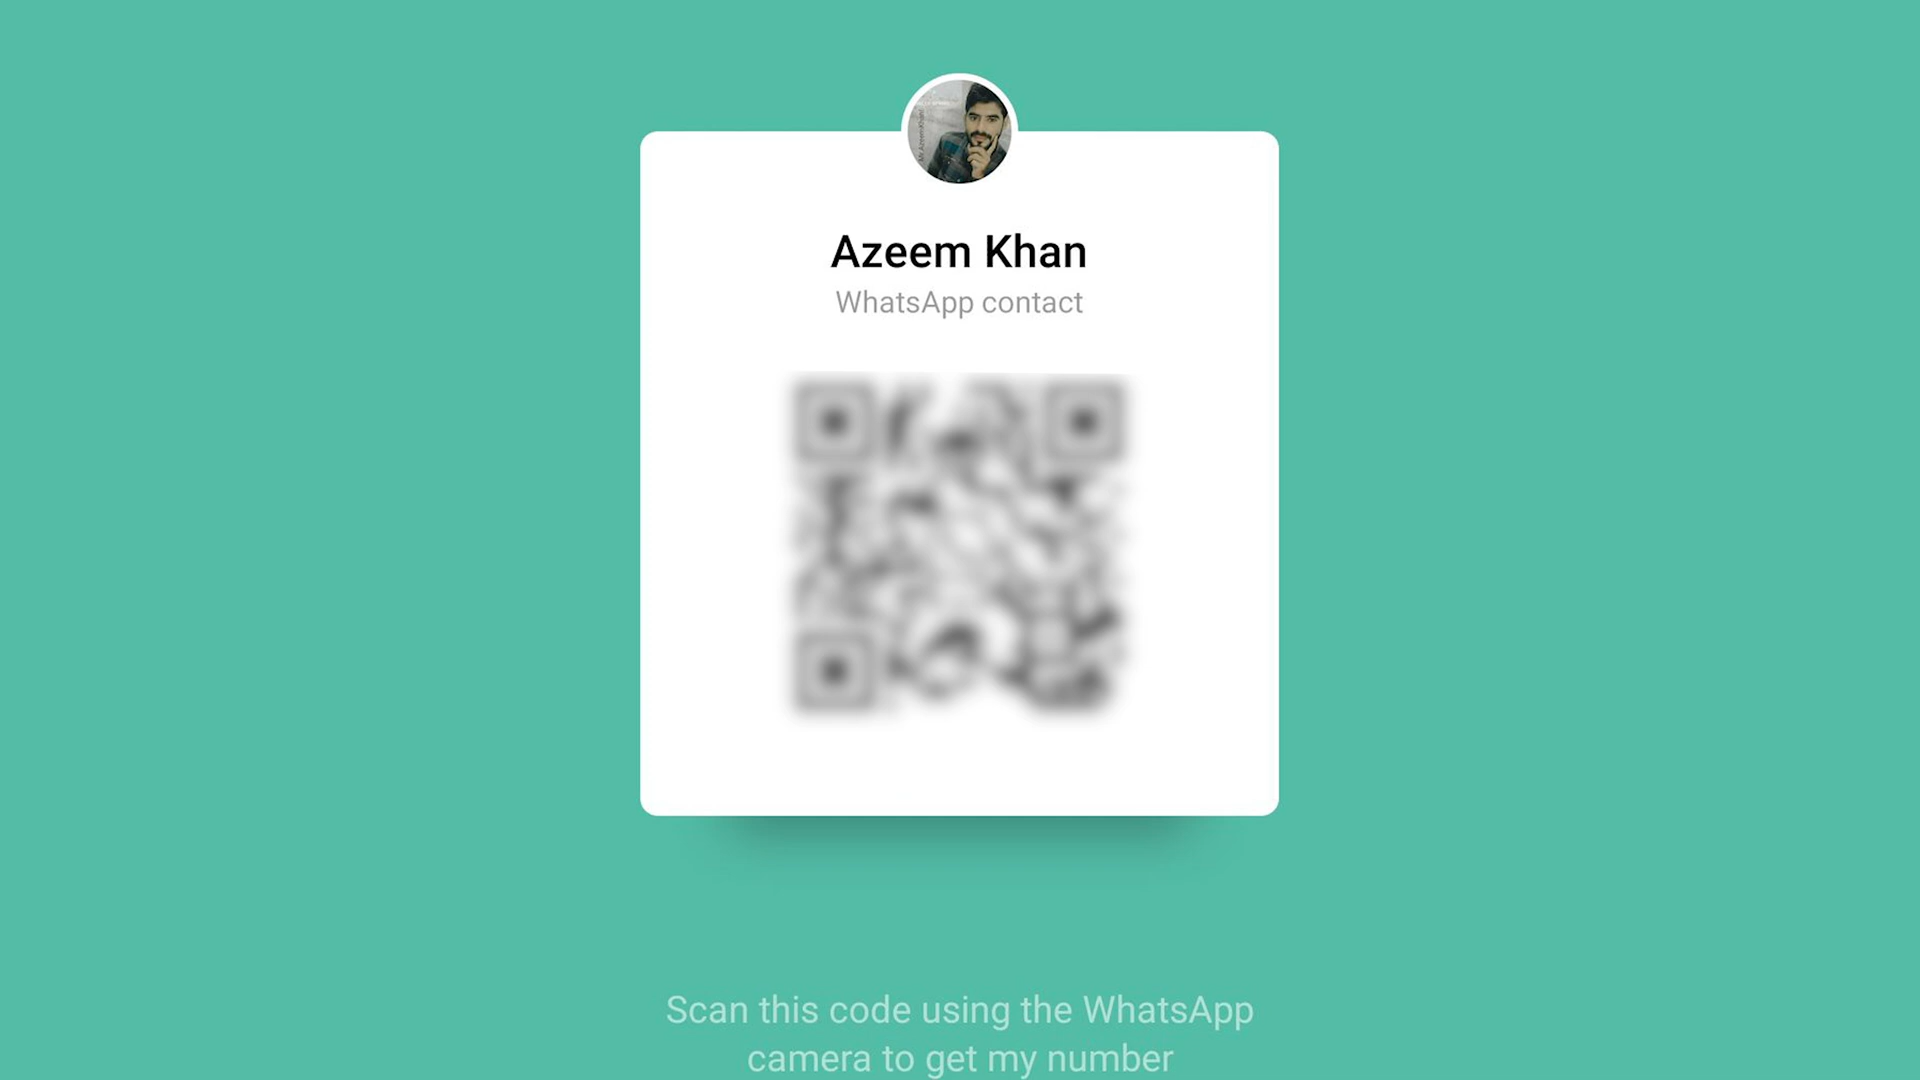 Azeem Khan
WhatsApp contact
Scan this code using the WhatsApp
camera to get my number